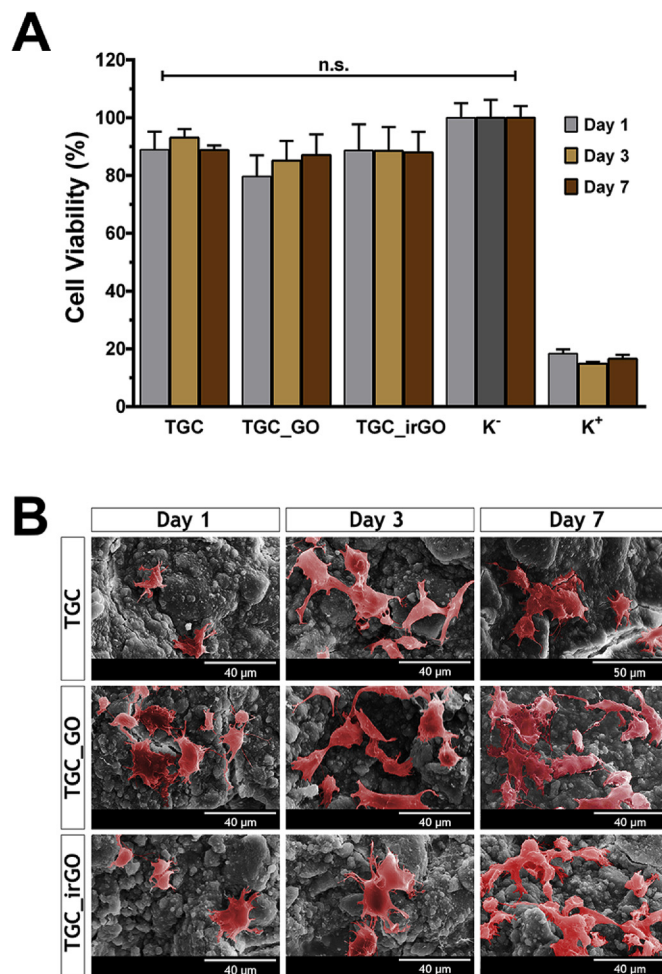 A
n.s.
120
100
80
60
40
20
0
Cell Viability (%)
Day 1
Day 3
Day 7
TGC TGC_GO TGC_irGO K⁻ K⁺
B
Day 1 Day 3 Day 7
TGC
40 µm 40 µm 50 µm
TGC_GO
40 µm 40 µm 40 µm
TGC_irGO
40 µm 40 µm 40 µm